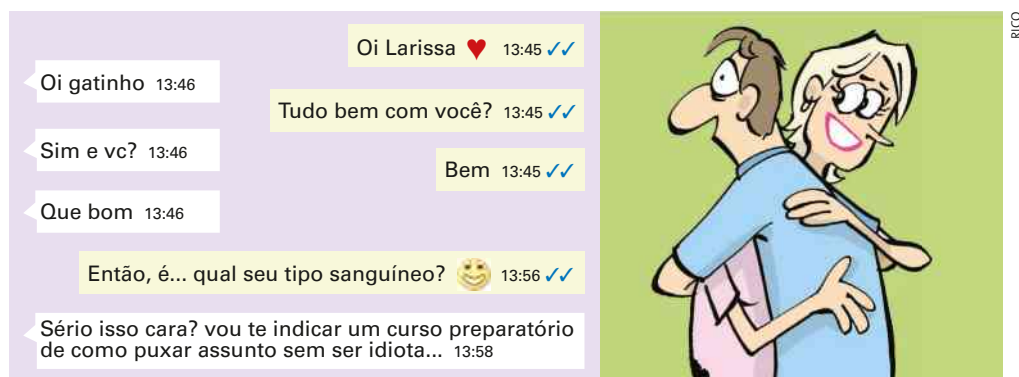 Oi Larissa ♥ 13:45 ✓✓
Oi gatinho 13:46
Tudo bem com você? 13:45 ✓✓
Sim e vc? 13:46
Bem 13:45 ✓✓
Que bom 13:46
Então, é... qual seu tipo sanguíneo? 😁 13:56 ✓✓
Sério isso cara? vou te indicar um curso preparatório
de como puxar assunto sem ser idiota... 13:58
RICO